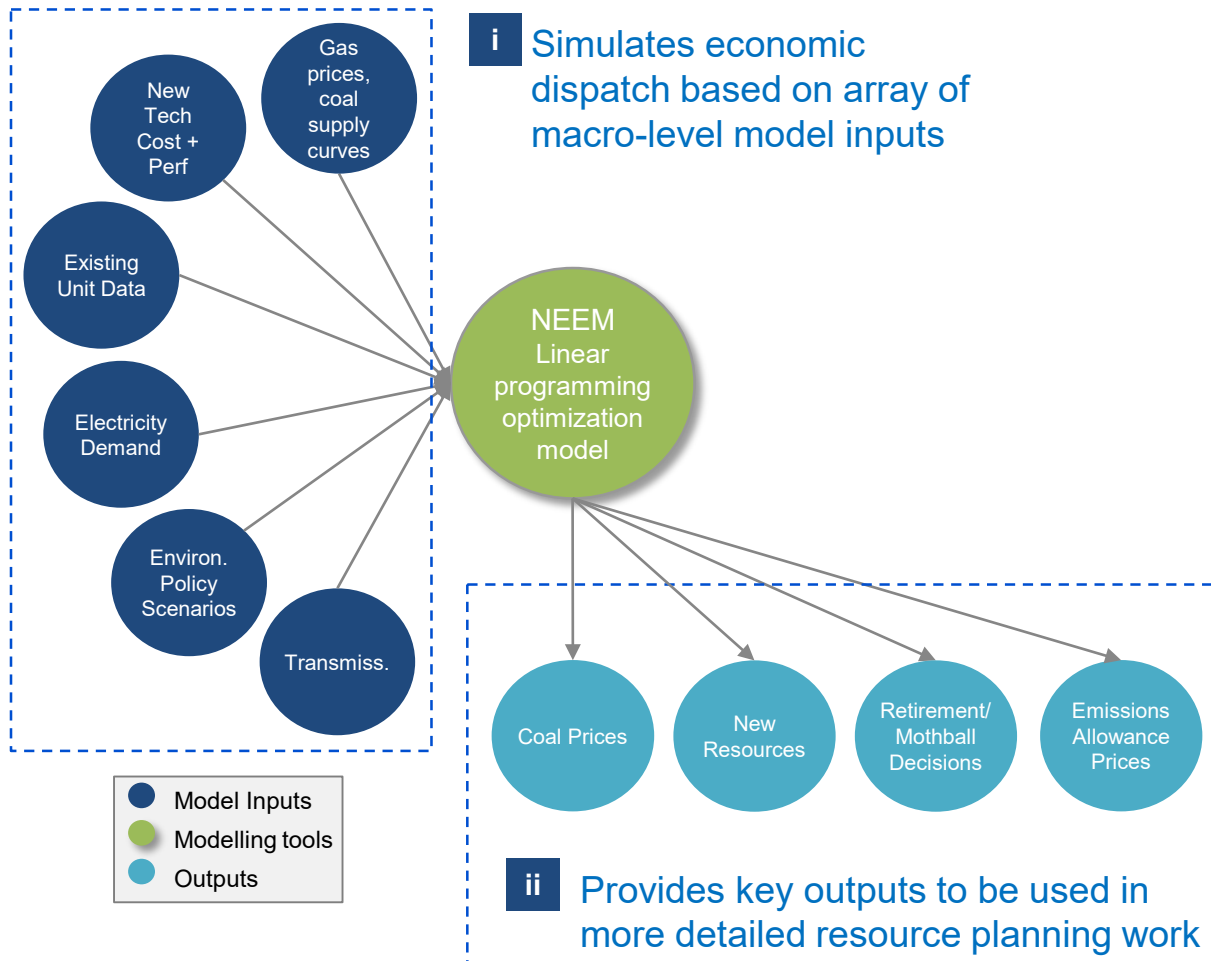 i
Simulates economic
dispatch based on array of
macro-level model inputs
Gas
prices,
coal
supply
curves
New
Tech
Cost +
Perf
Existing
Unit Data
Electricity
Demand
Environ.
Policy
Scenarios
Transmiss.
NEEM
Linear
programming
optimization
model
Coal Prices
New
Resources
Retirement/
Mothball
Decisions
Emissions
Allowance
Prices
Model Inputs
Modelling tools
Outputs
ii
Provides key outputs to be used in
more detailed resource planning work